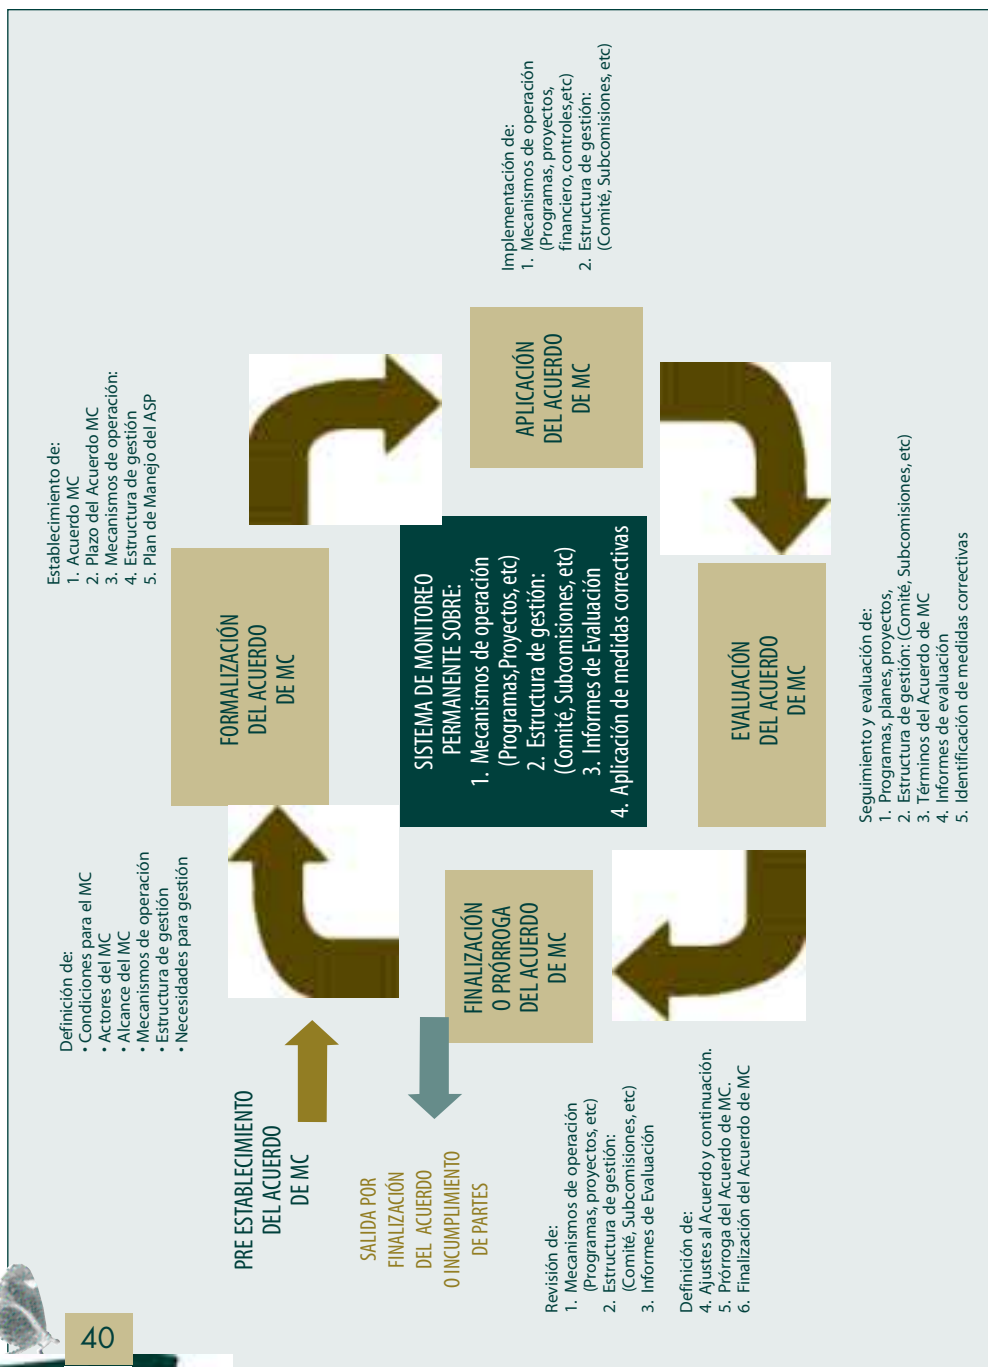 Definición de:
• Condiciones para el MC
• Actores del MC
• Alcance del MC
• Mecanismos de operación
• Estructura de gestión
• Necesidades para gestión
Establecimiento de:
1. Acuerdo MC
2. Plazo del Acuerdo MC
3. Mecanismos de operación:
4. Estructura de gestión
5. Plan de Manejo del ASP
PRE ESTABLECIMIENTO
DEL ACUERDO
DE MC
FORMALIZACIÓN
DEL ACUERDO
DE MC
SALIDA POR
FINALIZACIÓN
DEL ACUERDO
O INCUMPLIMIENTO
DE PARTES
FINALIZACIÓN
O PRÓRROGA
DEL ACUERDO
DE MC
SISTEMA DE MONITOREO
PERMANENTE SOBRE:
1. Mecanismos de operación
(Programas,Proyectos, etc)
2. Estructura de gestión:
(Comité, Subcomisiones, etc)
3. Informes de Evaluación
4. Aplicación de medidas correctivas
APLICACIÓN
DEL ACUERDO
DE MC
Implementación de:
1. Mecanismos de operación
(Programas, proyectos,
financiero, controles,etc)
2. Estructura de gestión:
(Comité, Subcomisiones, etc)
Revisión de:
1. Mecanismos de operación
(Programas, proyectos, etc)
2. Estructura de gestión:
(Comité, Subcomisiones, etc)
3. Informes de Evaluación
Definición de:
4. Ajustes al Acuerdo y continuación.
5. Prórroga del Acuerdo de MC.
6. Finalización del Acuerdo de MC
EVALUACIÓN
DEL ACUERDO
DE MC
Seguimiento y evaluación de:
1. Programas, planes, proyectos,
2. Estructura de gestión: (Comité, Subcomisiones, etc)
3. Términos del Acuerdo de MC
4. Informes de evaluación
5. Identificación de medidas correctivas
40